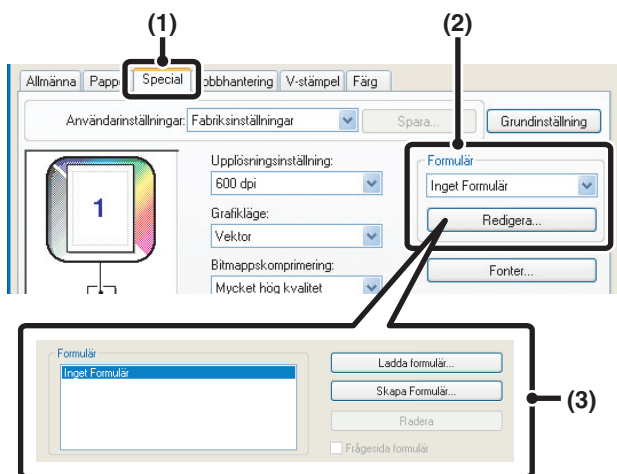 (1)
(2)
Allmänna Papp Special obbhantering V-stämpel Färg
Användarinställningar: Fabriksinställningar Spara... Grundinställning
Upplösningsinställning:
600 dpi
Grafikläge:
Vektor
Bitmappskomprimering:
Mycket hög kvalitet
1
Formulär
Inget Formulär
Redigera...
Fonter...
Formulär
Inget Formulär
Ladda formulär...
Skapa Formulär...
Radera
Frågesida formulär
(3)